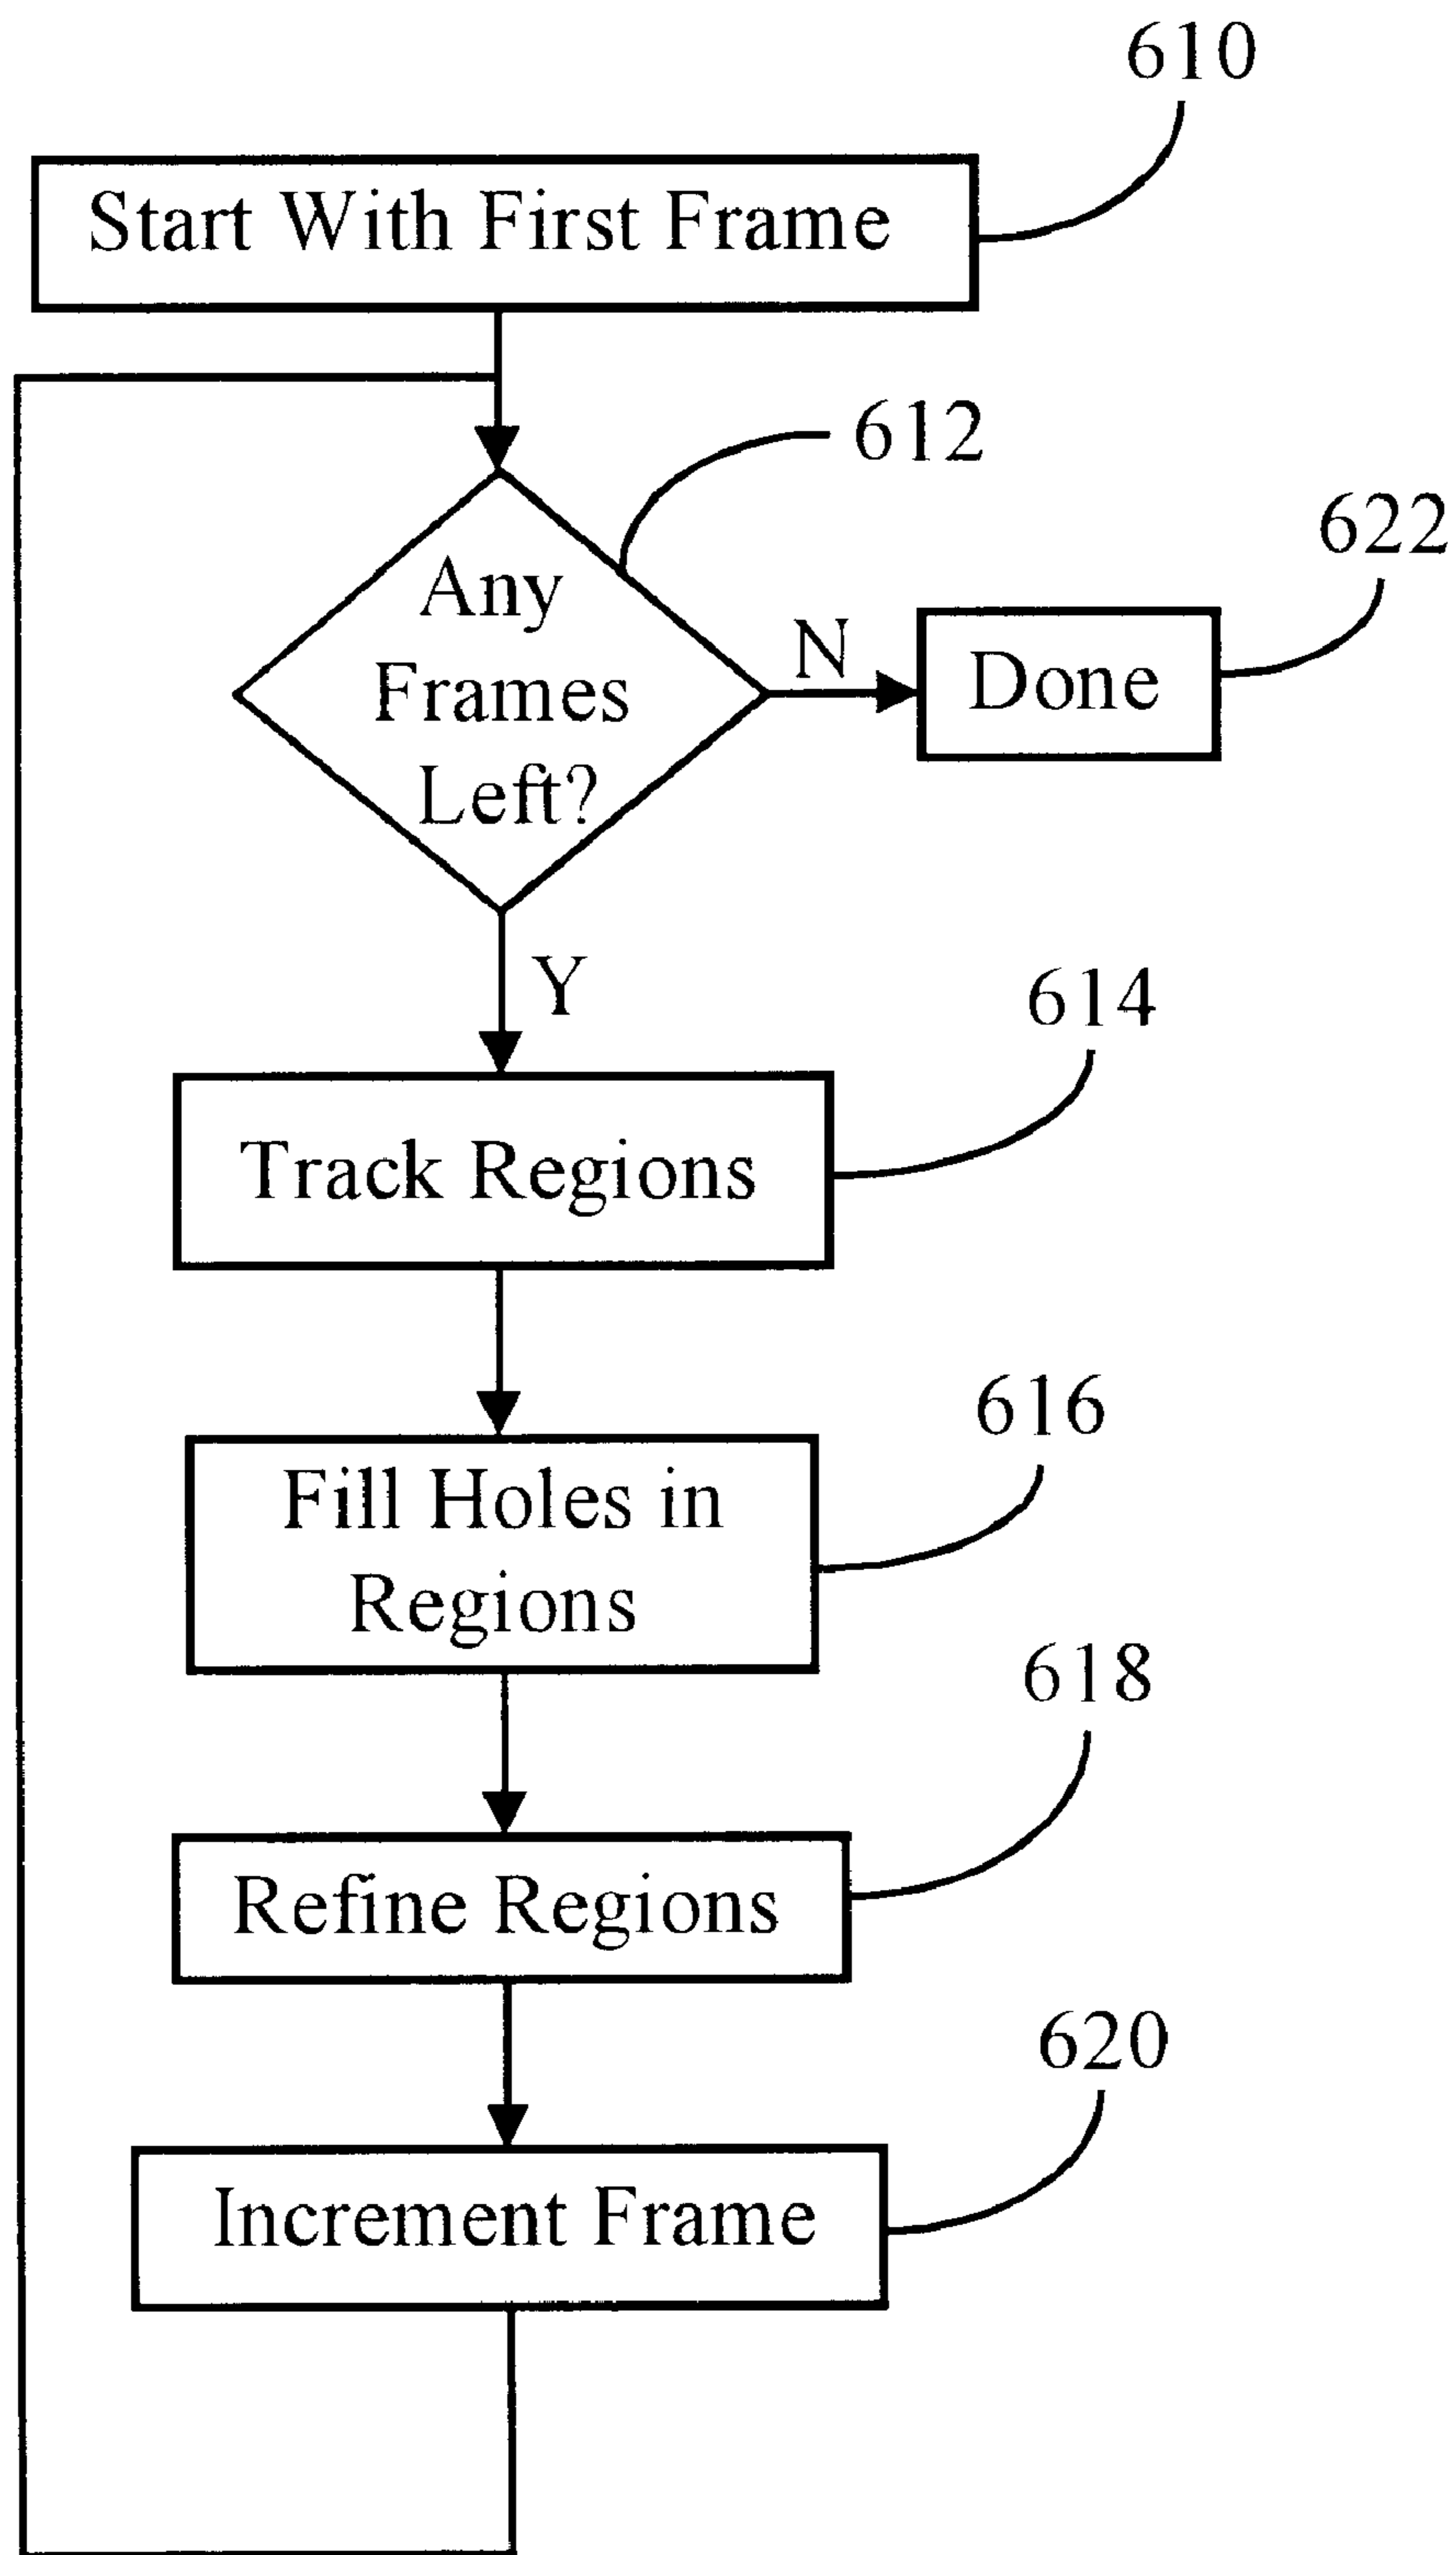 610
Start With First Frame
612
622
Any
Frames
Left?
N
Done
Y
614
Track Regions
616
Fill Holes in
Regions
618
Refine Regions
620
Increment Frame